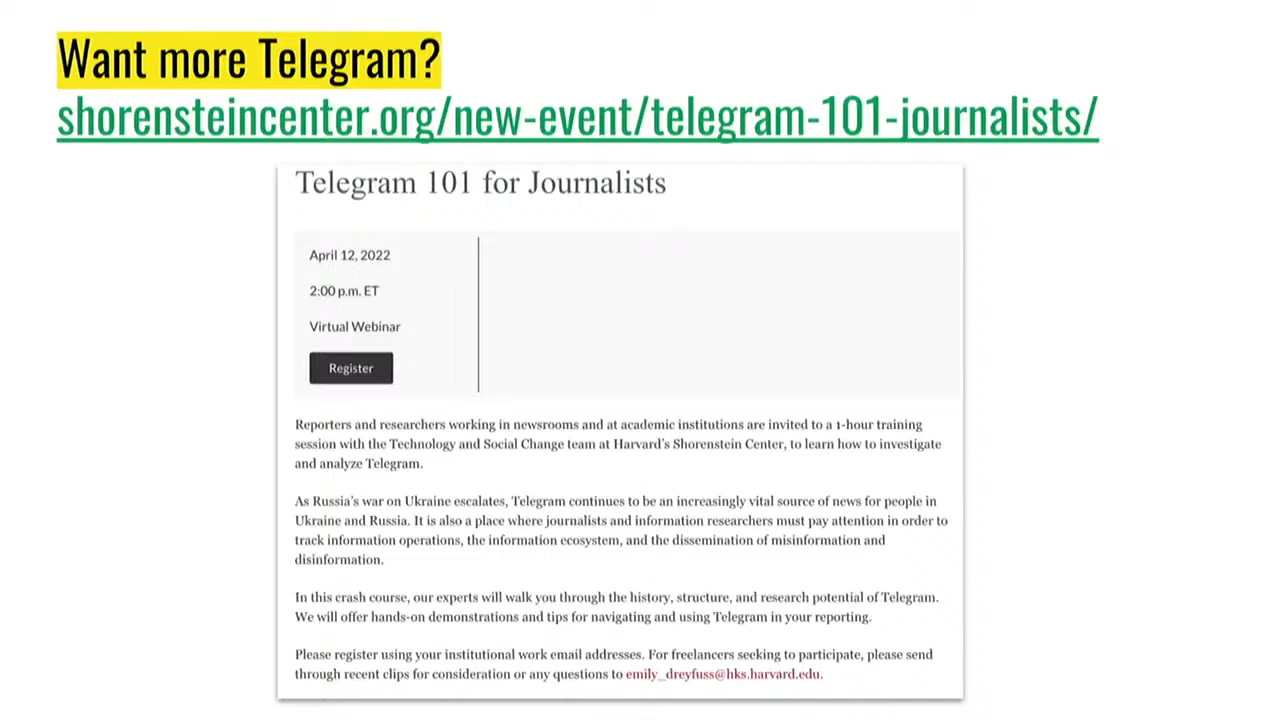 Want more Telegram?
shorensteincenter.org/new-event/telegram-101-journalists/
Telegram 101 for Journalists
April 12, 2022
2:00 p.m. ET
Virtual Webinar
Register
Reporters and researchers working in newsrooms and at academic institutions are invited to a 1-hour training
session with the Technology and Social Change team at Harvard's Shorenstein Center, to learn how to investigate
and analyze Telegram.
As Russia's war on Ukraine escalates, Telegram continues to be an increasingly vital source of news for people in
Ukraine and Russia. It is also a place where journalists and information researchers must pay attention in order to
track information operations, the information ecosystem, and the dissemination of misinformation and
disinformation.
In this crash course, our experts will walk you through the history, structure, and research potential of Telegram.
We will offer hands-on demonstrations and tips for navigating and using Telegram in your reporting.
Please register using your institutional work email addresses. For freelancers seeking to participate, please send
through recent clips for consideration or any questions to emily_dreyfuss@hks.harvard.edu.